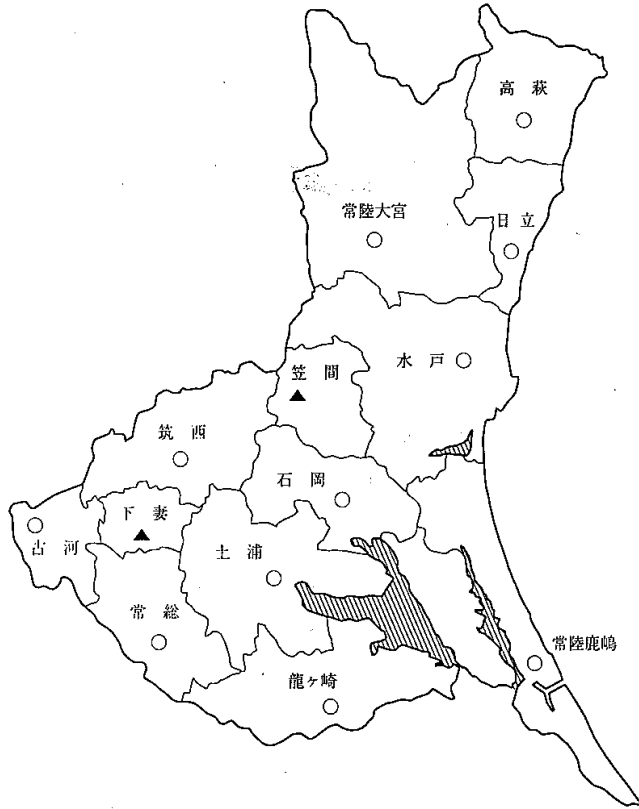 高萩
常陸大宮
日立
笠間
水戸
筑西
石岡
下妻
古河
土浦
常総
常陸鹿嶋
龍ヶ崎